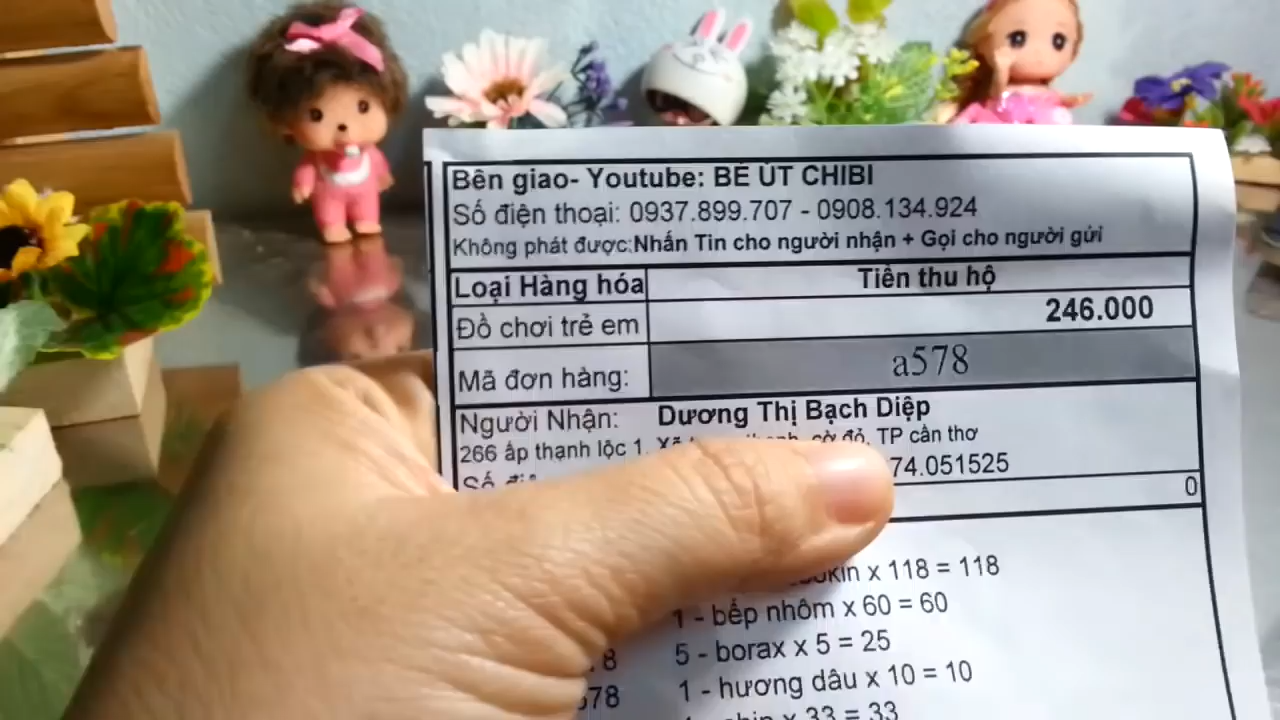 Bên giao- Youtube: BÉ ÚT CHIBI
Số điện thoại: 0937.899.707 - 0908.134.924
Không phát được:Nhắn Tin cho người nhận + Gọi cho người gửi
Loại Hàng hóa Tiền thu hộ
Đồ chơi trẻ em 246.000
Mã đơn hàng: a578
Người Nhận: Dương Thị Bạch Diệp
266 ấp thạnh lộc 1, Xã cờ đỏ, TP cần thơ
Số 74.051525
0
x 118 = 118
1 - bếp nhôm x 60 = 60
5 - borax x 5 = 25
1 - hương dâu x 10 = 10
x 33 = 33